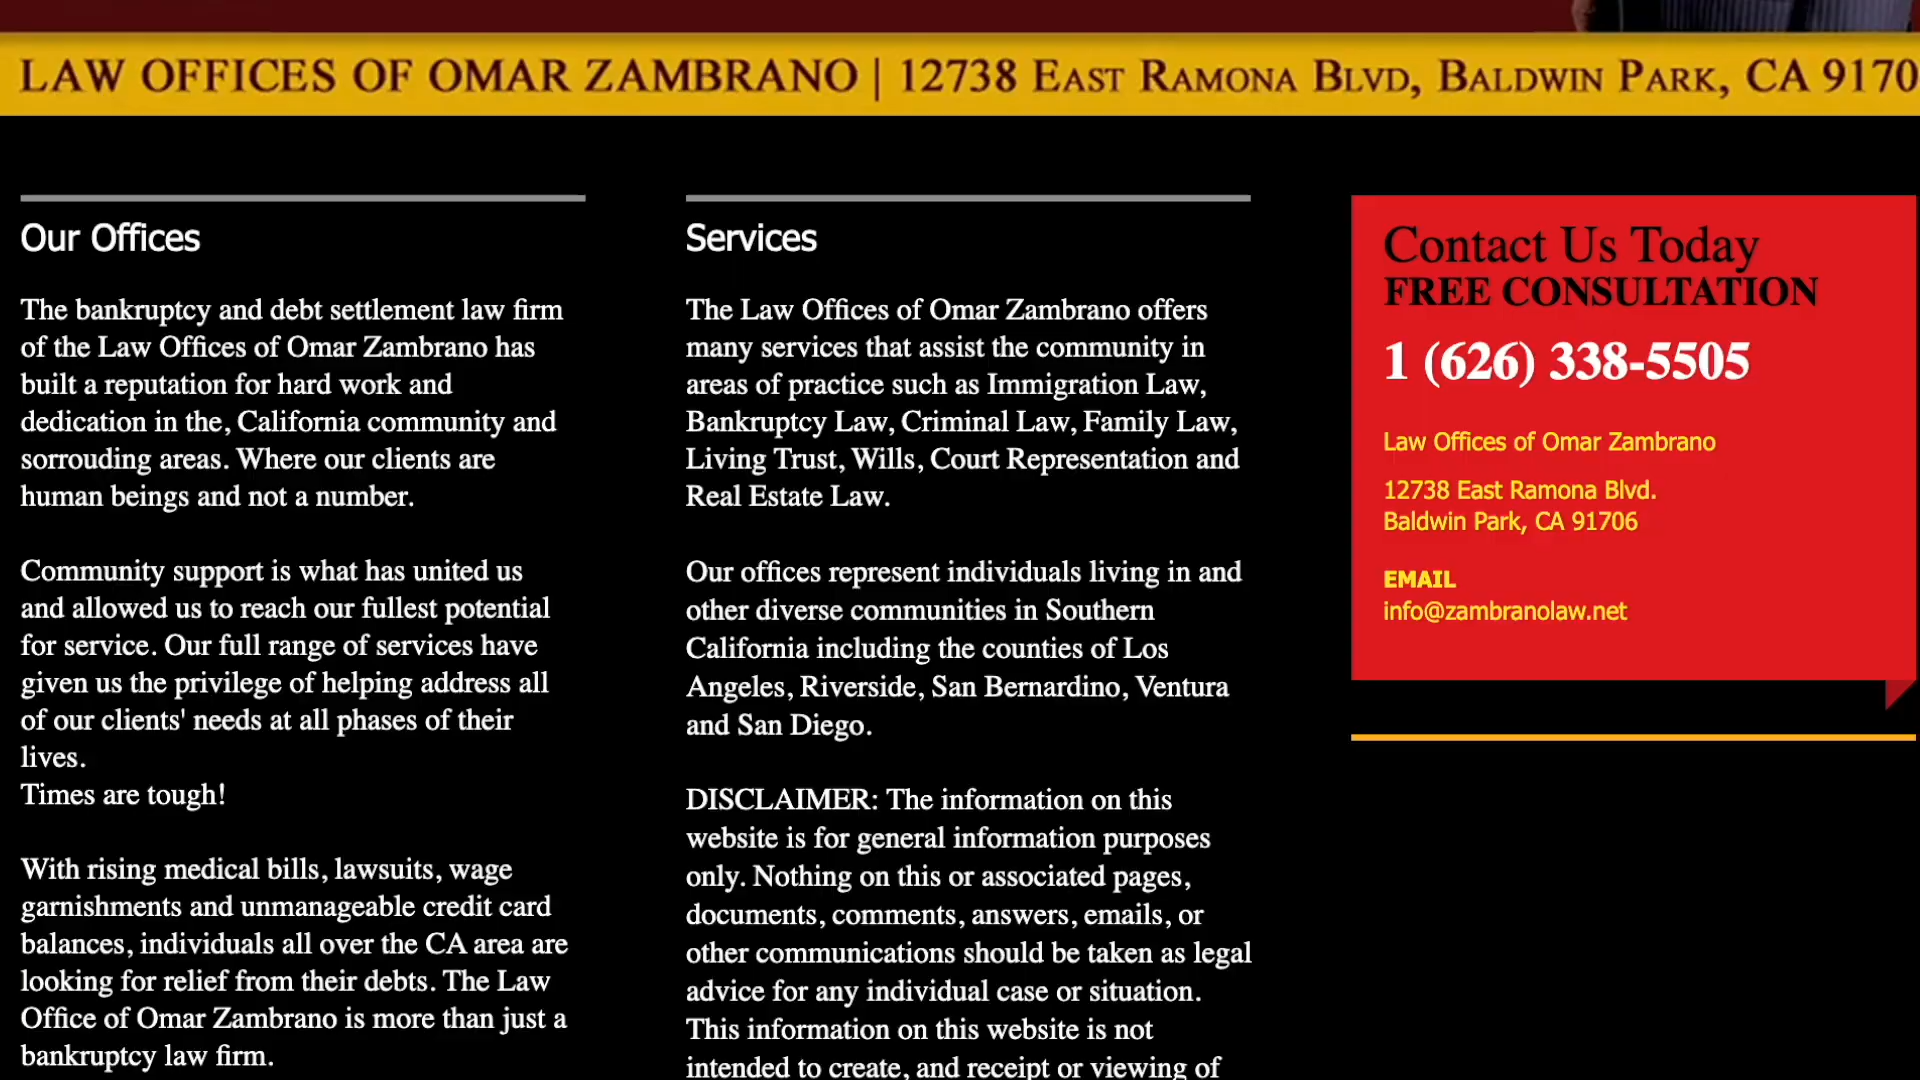 LAW OFFICES OF OMAR ZAMBRANO | 12738 EAST RAMONA BLVD, BALDWIN PARK, CA 9170
Our Offices
The bankruptcy and debt settlement law firm
of the Law Offices of Omar Zambrano has
built a reputation for hard work and
dedication in the, California community and
sorrouding areas. Where our clients are
human beings and not a number.
Community support is what has united us
and allowed us to reach our fullest potential
for service. Our full range of services have
given us the privilege of helping address all
of our clients' needs at all phases of their
lives.
Times are tough!
With rising medical bills, lawsuits, wage
garnishments and unmanageable credit card
balances, individuals all over the CA area are
looking for relief from their debts. The Law
Office of Omar Zambrano is more than just a
bankruptcy law firm.
Services
The Law Offices of Omar Zambrano offers
many services that assist the community in
areas of practice such as Immigration Law,
Bankruptcy Law, Criminal Law, Family Law,
Living Trust, Wills, Court Representation and
Real Estate Law.
Our offices represent individuals living in and
other diverse communities in Southern
California including the counties of Los
Angeles, Riverside, San Bernardino, Ventura
and San Diego.
DISCLAIMER: The information on this
website is for general information purposes
only. Nothing on this or associated pages,
documents, comments, answers, emails, or
other communications should be taken as legal
advice for any individual case or situation.
This information on this website is not
intended to create, and receipt or viewing of
Contact Us Today
FREE CONSULTATION
1 (626) 338-5505
Law Offices of Omar Zambrano
12738 East Ramona Blvd.
Baldwin Park, CA 91706
EMAIL
info@zambranolaw.net